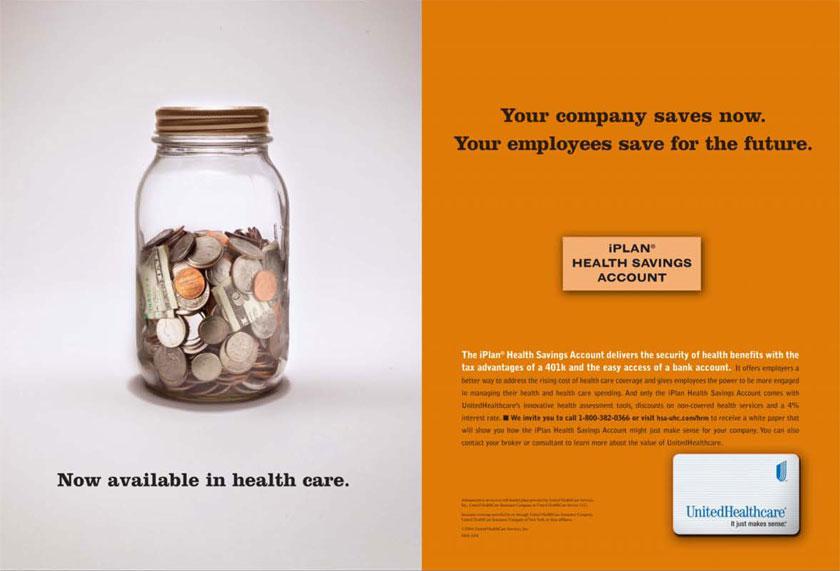 Now available in health care.
Your company saves now.
Your employees save for the future.
iPLAN®
HEALTH SAVINGS
ACCOUNT
The iPlan® Health Savings Account delivers the security of health benefits with the
tax advantages of a 401k and the easy access of a bank account. It offers employers a
better way to address the rising cost of health care coverage and gives employees the power to be more engaged
in managing their health and health care spending. And only the iPlan Health Savings Account comes with
UnitedHealthcare's innovative health assessment tools, discounts on non-covered health services and a 4%
interest rate. ■ We invite you to call 1-800-382-0366 or visit hsa-uhc.com/hrm to receive a white paper that
will show you how the iPlan Health Savings Account might just make sense for your company. You can also
contact your broker or consultant to learn more about the value of UnitedHealthcare.
UnitedHealthcare®
It just makes sense.®